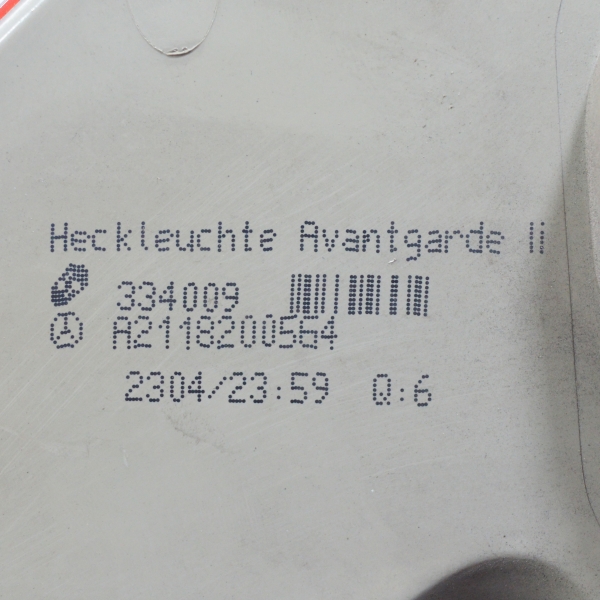 Heckleuchte Avantgarde li
334009
A2118200564
2304/23:59 Q:6